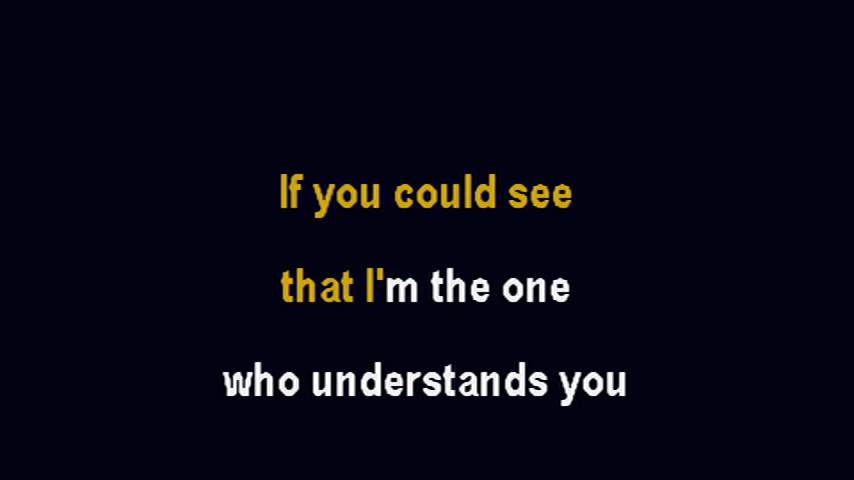 If you could see
that I'm the one
who understands you